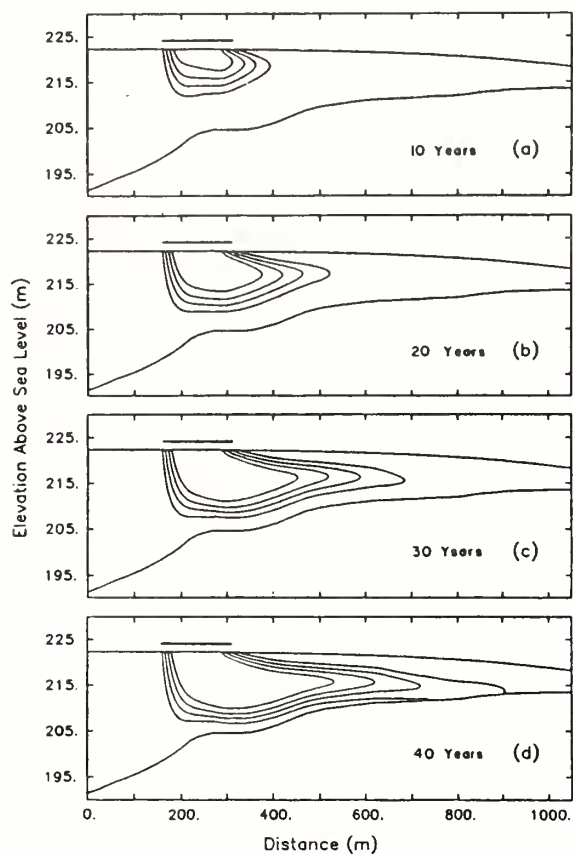 225.
215.
205.
195.
10 Years (a)
225.
215.
205.
195.
20 Years (b)
Elevation Above Sea Level (m)
225.
215.
205.
195.
30 Years (c)
225.
215.
205.
195.
40 Years (d)
0. 200. 400. 600. 800. 1000.
Distance (m)